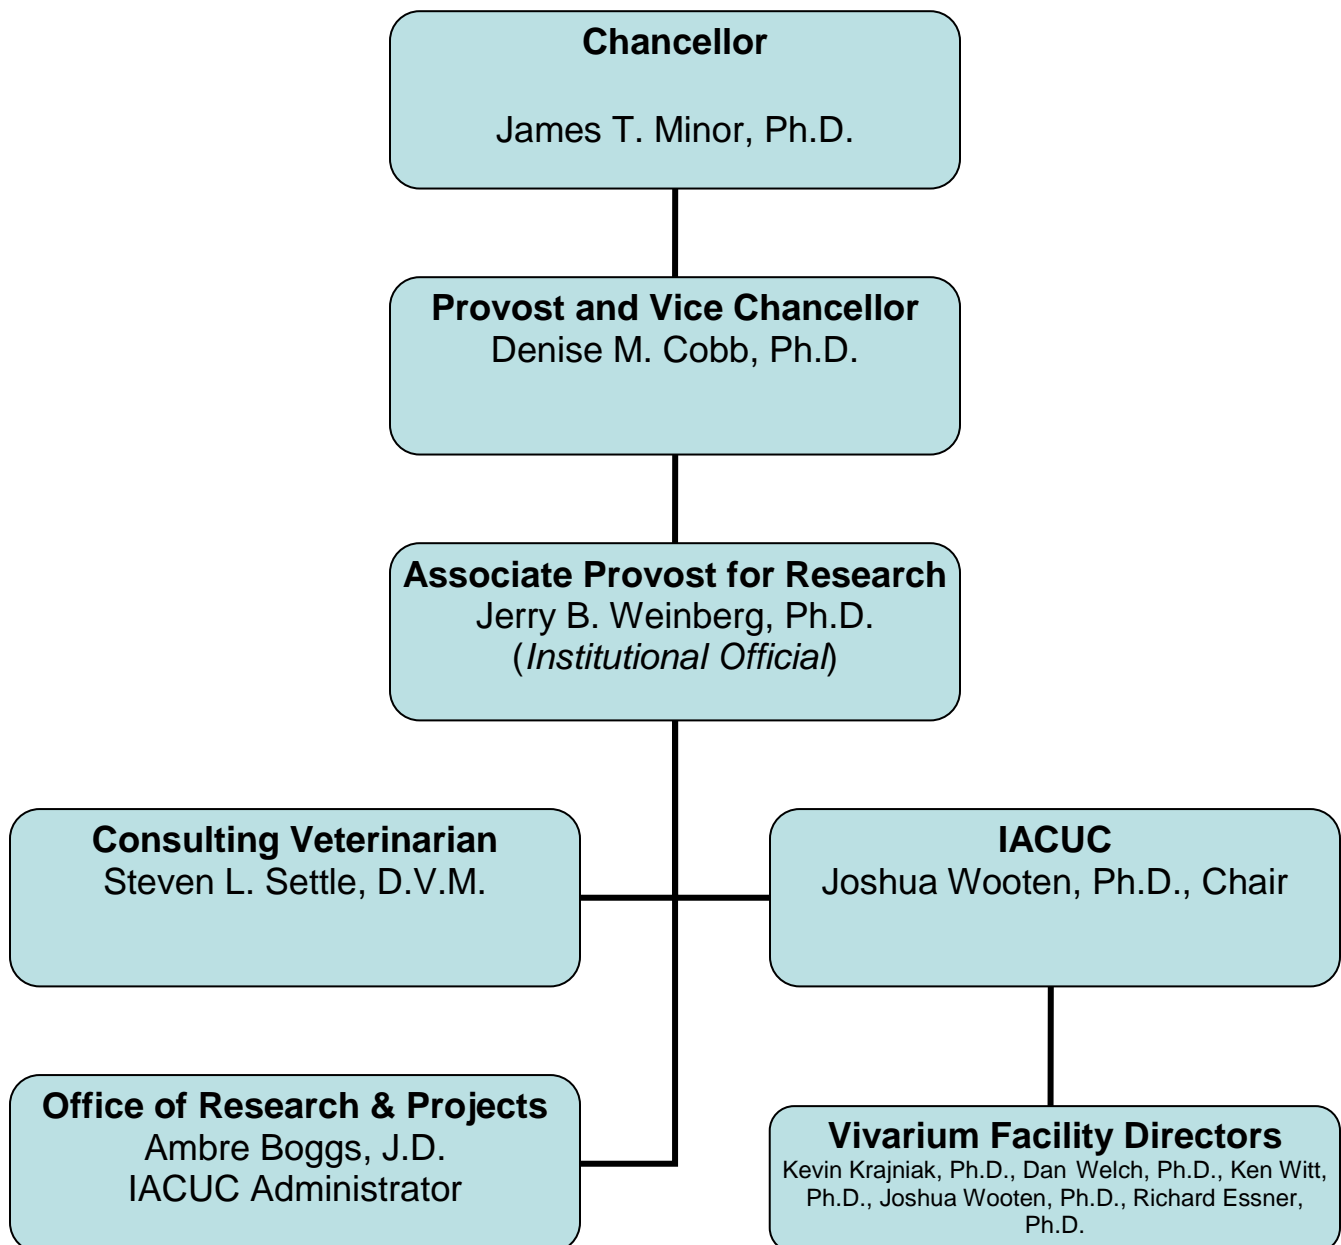 Chancellor
James T. Minor, Ph.D.
Provost and Vice Chancellor
Denise M. Cobb, Ph.D.
Associate Provost for Research
Jerry B. Weinberg, Ph.D.
(Institutional Official)
Consulting Veterinarian
Steven L. Settle, D.V.M.
IACUC
Joshua Wooten, Ph.D., Chair
Office of Research & Projects
Ambre Boggs, J.D.
IACUC Administrator
Vivarium Facility Directors
Kevin Krajniak, Ph.D., Dan Welch, Ph.D., Ken Witt,
Ph.D., Joshua Wooten, Ph.D., Richard Essner,
Ph.D.